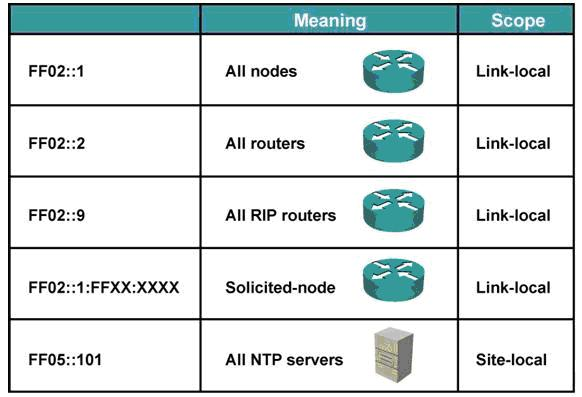 Meaning Scope
FF02::1 All nodes Link-local
FF02::2 All routers Link-local
FF02::9 All RIP routers Link-local
FF02::1:FFXX:XXXX Solicited-node Link-local
FF05::101 All NTP servers Site-local